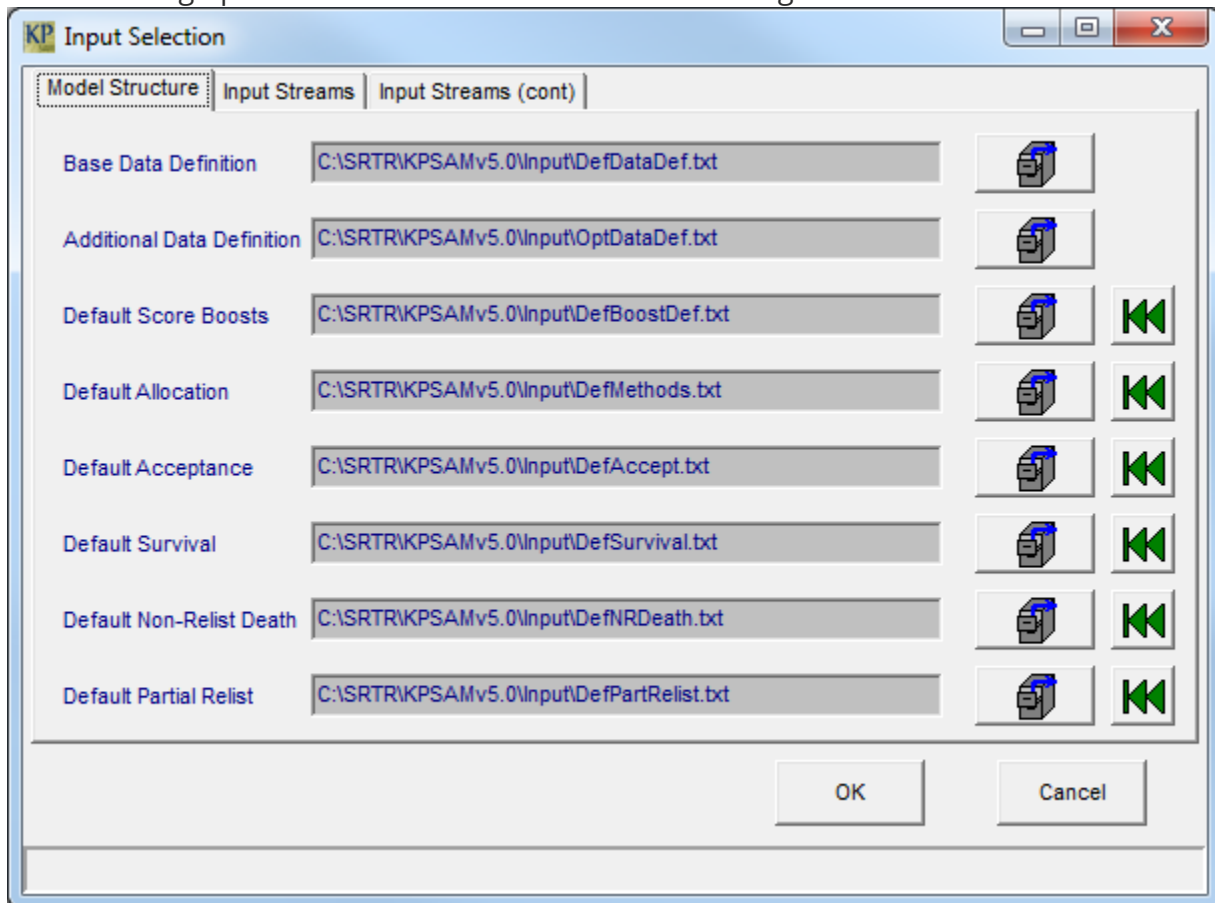 KP Input Selection
Model Structure Input Streams Input Streams (cont)
Base Data Definition C:\SRTR\KPSAMv5.0\Input\DefDataDef.txt
Additional Data Definition C:\SRTR\KPSAMv5.0\Input\OptDataDef.txt
Default Score Boosts C:\SRTR\KPSAMv5.0\Input\DefBoostDef.txt
Default Allocation C:\SRTR\KPSAMv5.0\Input\DefMethods.txt
Default Acceptance C:\SRTR\KPSAMv5.0\Input\DefAccept.txt
Default Survival C:\SRTR\KPSAMv5.0\Input\DefSurvival.txt
Default Non-Relist Death C:\SRTR\KPSAMv5.0\Input\DefNRDeath.txt
Default Partial Relist C:\SRTR\KPSAMv5.0\Input\DefPartRelist.txt
OK Cancel